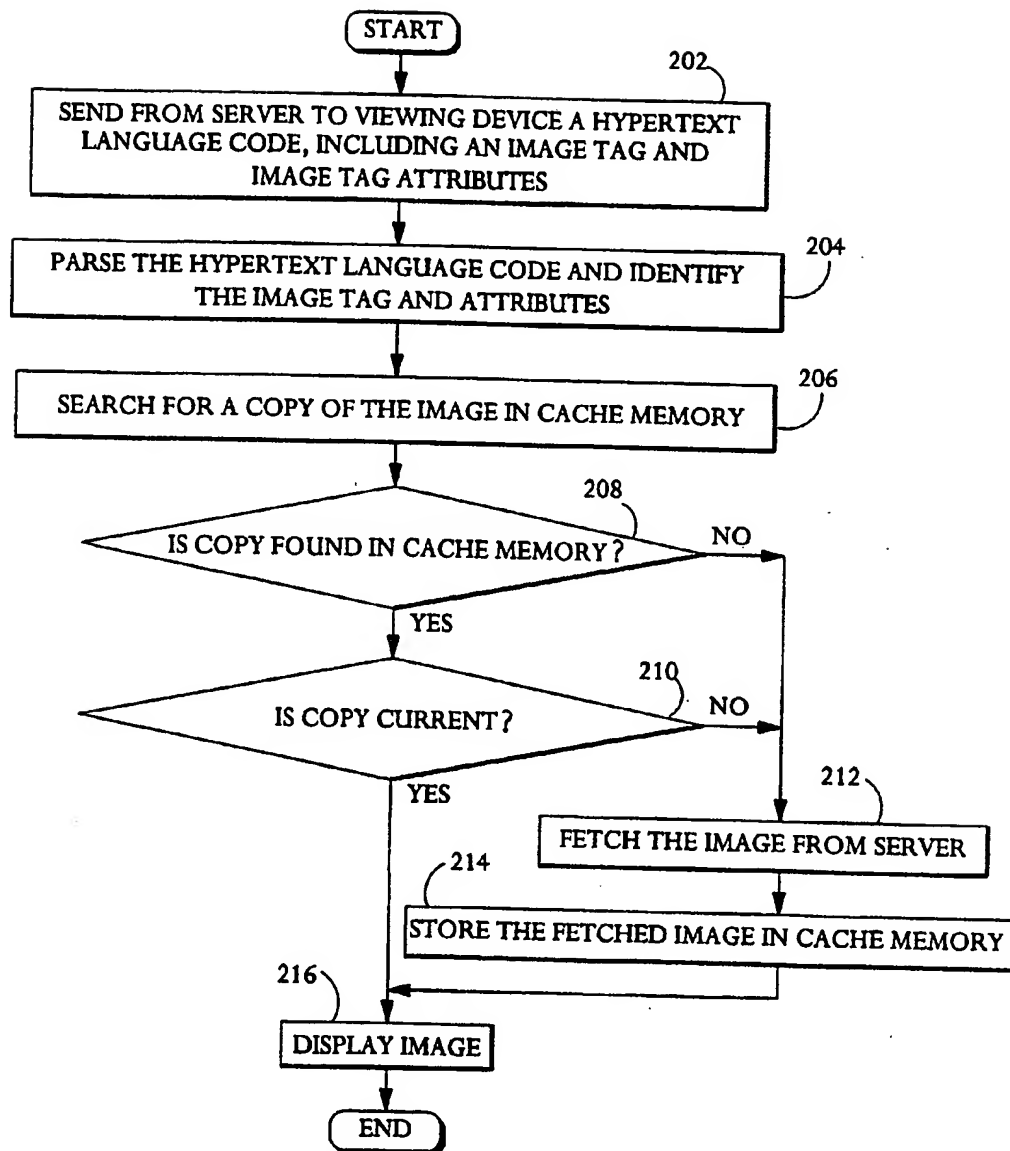 START
202
SEND FROM SERVER TO VIEWING DEVICE A HYPERTEXT
LANGUAGE CODE, INCLUDING AN IMAGE TAG AND
IMAGE TAG ATTRIBUTES
204
PARSE THE HYPERTEXT LANGUAGE CODE AND IDENTIFY
THE IMAGE TAG AND ATTRIBUTES
206
SEARCH FOR A COPY OF THE IMAGE IN CACHE MEMORY
208
IS COPY FOUND IN CACHE MEMORY?
NO
YES
210
IS COPY CURRENT?
NO
YES
212
FETCH THE IMAGE FROM SERVER
214
STORE THE FETCHED IMAGE IN CACHE MEMORY
216
DISPLAY IMAGE
END